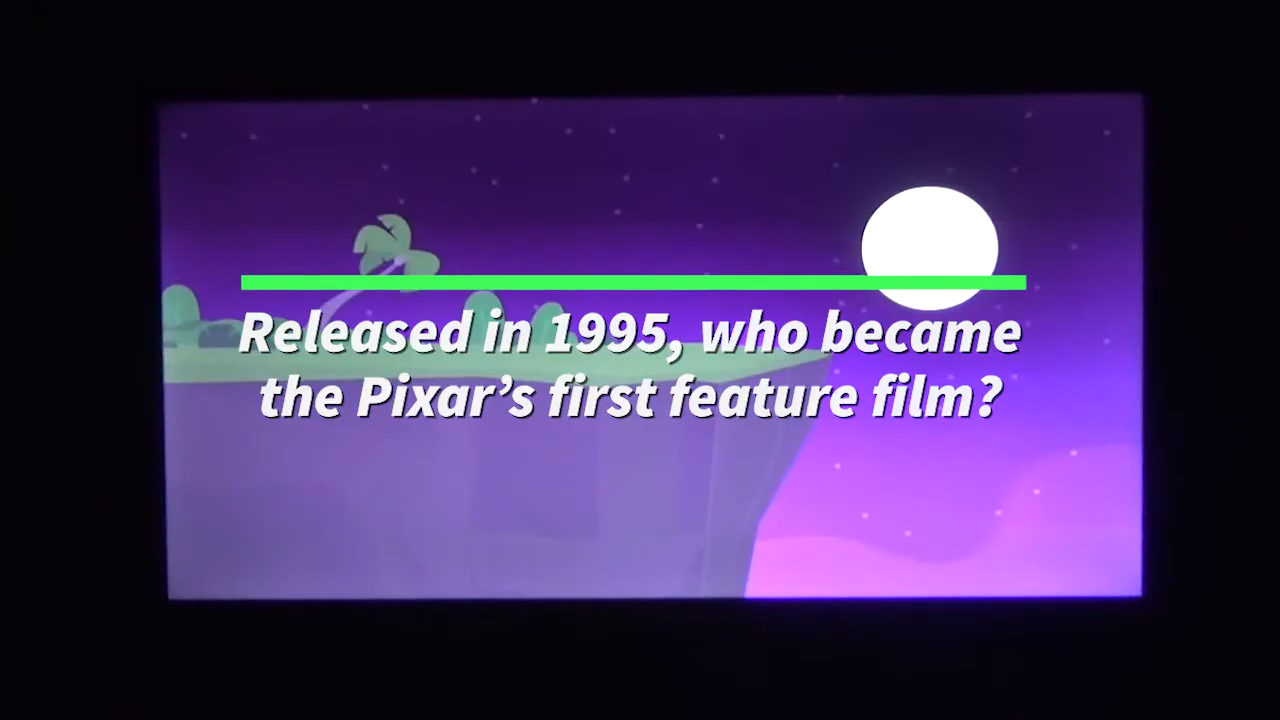 Released in 1995, who became
the Pixar’s first feature film?